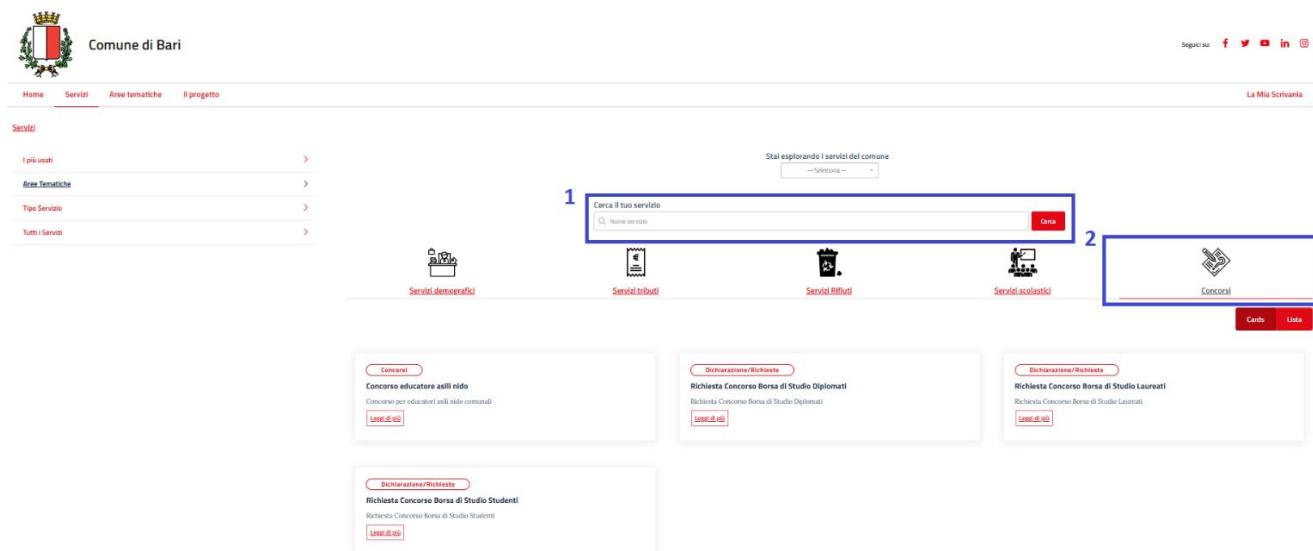 Comune di Bari
Seguici su
Home Servizi Aree tematiche Il progetto La Mia Scrivania
Servizi
I più usati
Aree Tematiche
Tipo Servizio
Tutti i Servizi
Stai esplorando i servizi del comune
-- Seleziona --
1
Cerca il tuo servizio
Nome servizio Cerca
2
Servizi demografici Servizi tributi Servizi Rifiuti Servizi scolastici Concorsi
Cards Lista
Concorsi
Concorso educatore asili nido
Concorso per educatori asili nido comunali
Leggi di più
Dichiarazione/Richieste
Richiesta Concorso Borsa di Studio Diplomati
Richiesta Concorso Borsa di Studio Diplomati
Leggi di più
Dichiarazione/Richieste
Richiesta Concorso Borsa di Studio Laureati
Richiesta Concorso Borsa di Studio Laureati
Leggi di più
Dichiarazione/Richieste
Richiesta Concorso Borsa di Studio Studenti
Richiesta Concorso Borsa di Studio Studenti
Leggi di più